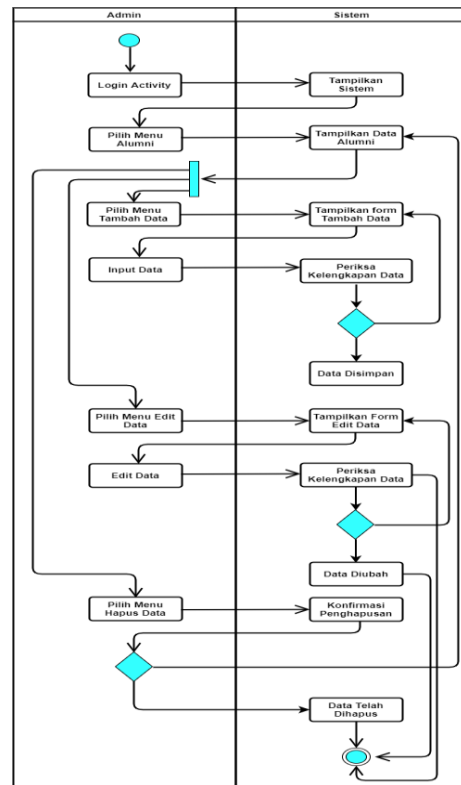 Admin
Sistem
Login Activity
Tampilkan
Sistem
Pilih Menu
Alumni
Tampilkan Data
Alumni
Pilih Menu
Tambah Data
Tampilkan form
Tambah Data
Input Data
Periksa
Kelengkapan Data
Data Disimpan
Pilih Menu Edit
Data
Tampilkan Form
Edit Data
Edit Data
Periksa
Kelengkapan Data
Data Diubah
Pilih Menu
Hapus Data
Konfirmasi
Penghapusan
Data Telah
Dihapus